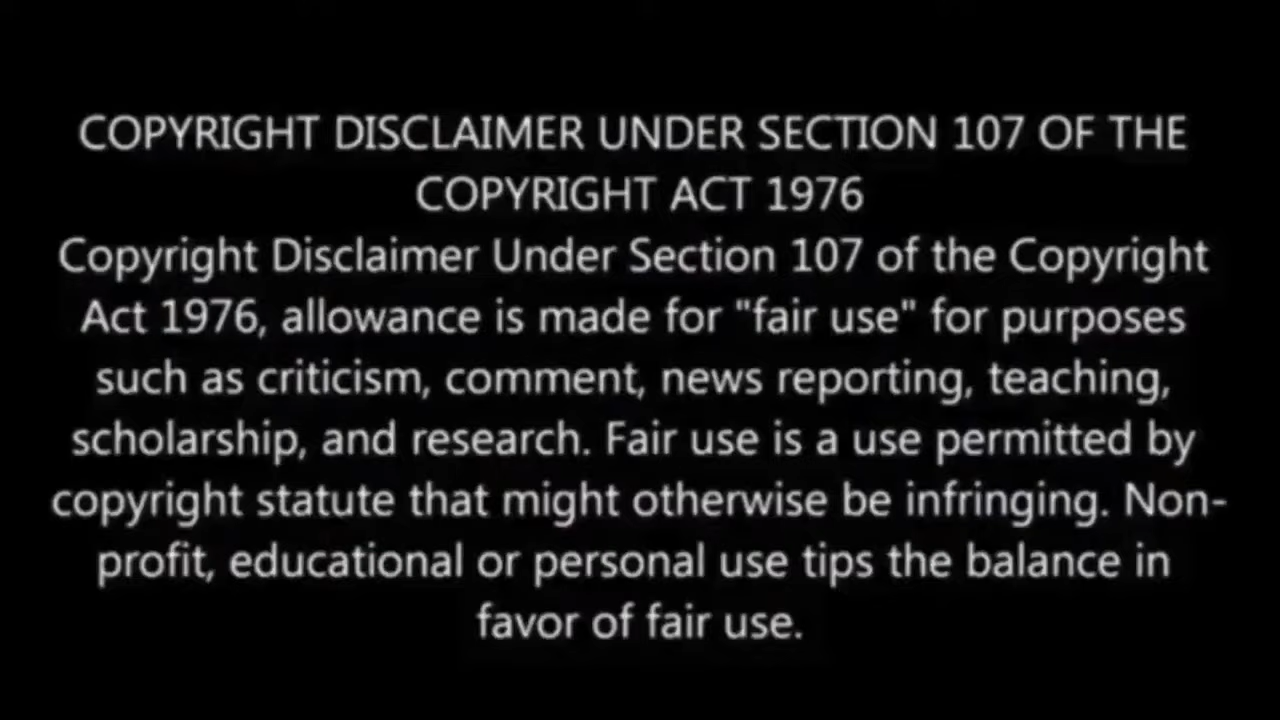 COPYRIGHT DISCLAIMER UNDER SECTION 107 OF THE
COPYRIGHT ACT 1976
Copyright Disclaimer Under Section 107 of the Copyright
Act 1976, allowance is made for "fair use" for purposes
such as criticism, comment, news reporting, teaching,
scholarship, and research. Fair use is a use permitted by
copyright statute that might otherwise be infringing. Non-
profit, educational or personal use tips the balance in
favor of fair use.